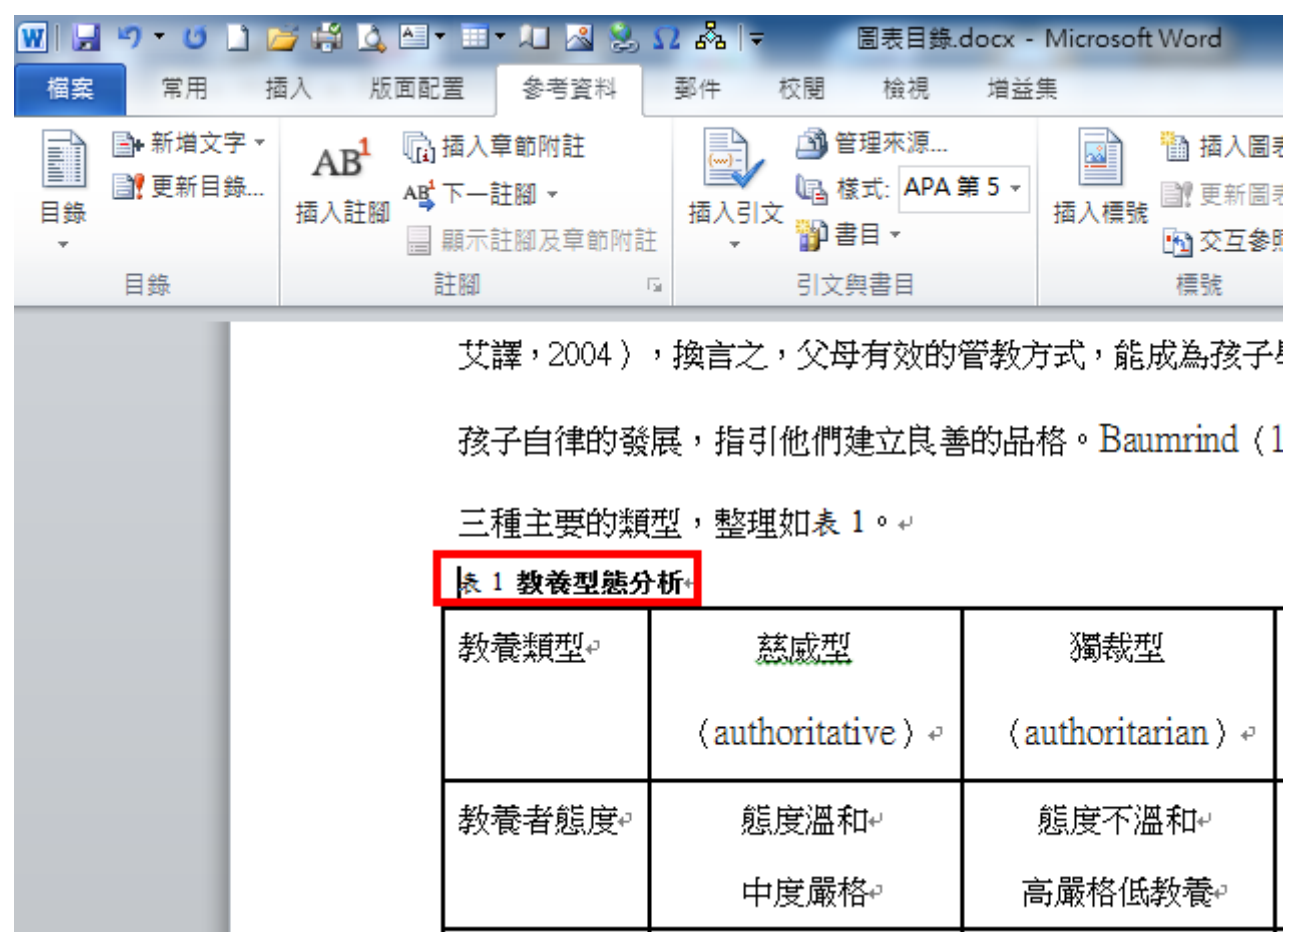 圖表目錄.docx - Microsoft Word
檔案 常用 插入 版面配置 參考資料 郵件 校閱 檢視 增益集
目錄
新增文字
更新目錄...
目錄
AB1
插入註腳
插入章節附註
AB1 下一註腳
顯示註腳及章節附註
註腳
插入引文
管理來源...
樣式: APA 第 5
書目
引文與書目
插入標號
插入圖
更新圖
交互參
標號
艾譯，2004），換言之，父母有效的管教方式，能成為孩子
孩子自律的發展，指引他們建立良善的品格。Baumrind（1
三種主要的類型，整理如表 1。
表 1 教養型態分析
教養類型 慈威型 獨裁型
（authoritative） （authoritarian）
教養者態度 態度溫和 態度不溫和
中度嚴格 高嚴格低教養